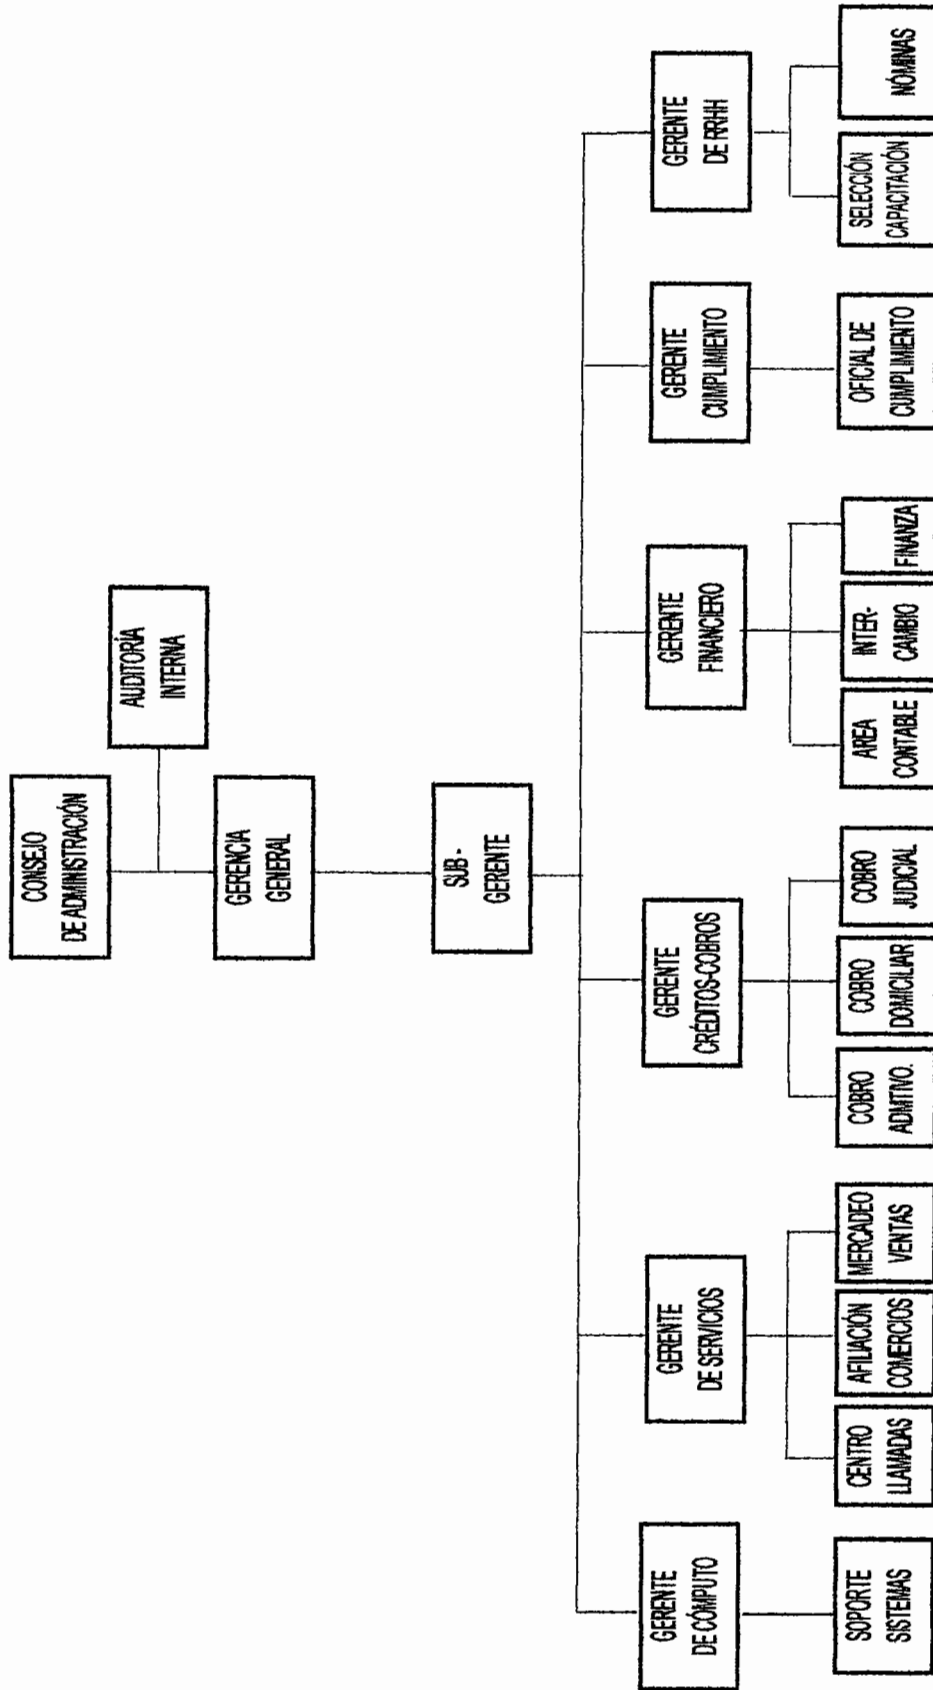 CONSEJO
DE ADMINISTRACIÓN
AUDITORÍA
INTERNA
GERENCIA
GENERAL
SUB -
GERENTE
GERENTE
DE CÓMPUTO
GERENTE
DE SERVICIOS
GERENTE
CRÉDITOS-COBROS
GERENTE
FINANCIERO
GERENTE
CUMPLIMIENTO
GERENTE
DE RRHH
SOPORTE
SISTEMAS
CENTRO
LLAMADAS
AFILIACIÓN
COMERCIOS
MERCADEO
VENTAS
COBRO
ADMTIVO.
COBRO
DOMICILIAR
COBRO
JUDICIAL
AREA
CONTABLE
INTER-
CAMBIO
FINANZA
OFICIAL DE
CUMPLIMIENTO
SELECCIÓN
CAPACITACIÓN
NÓMINAS